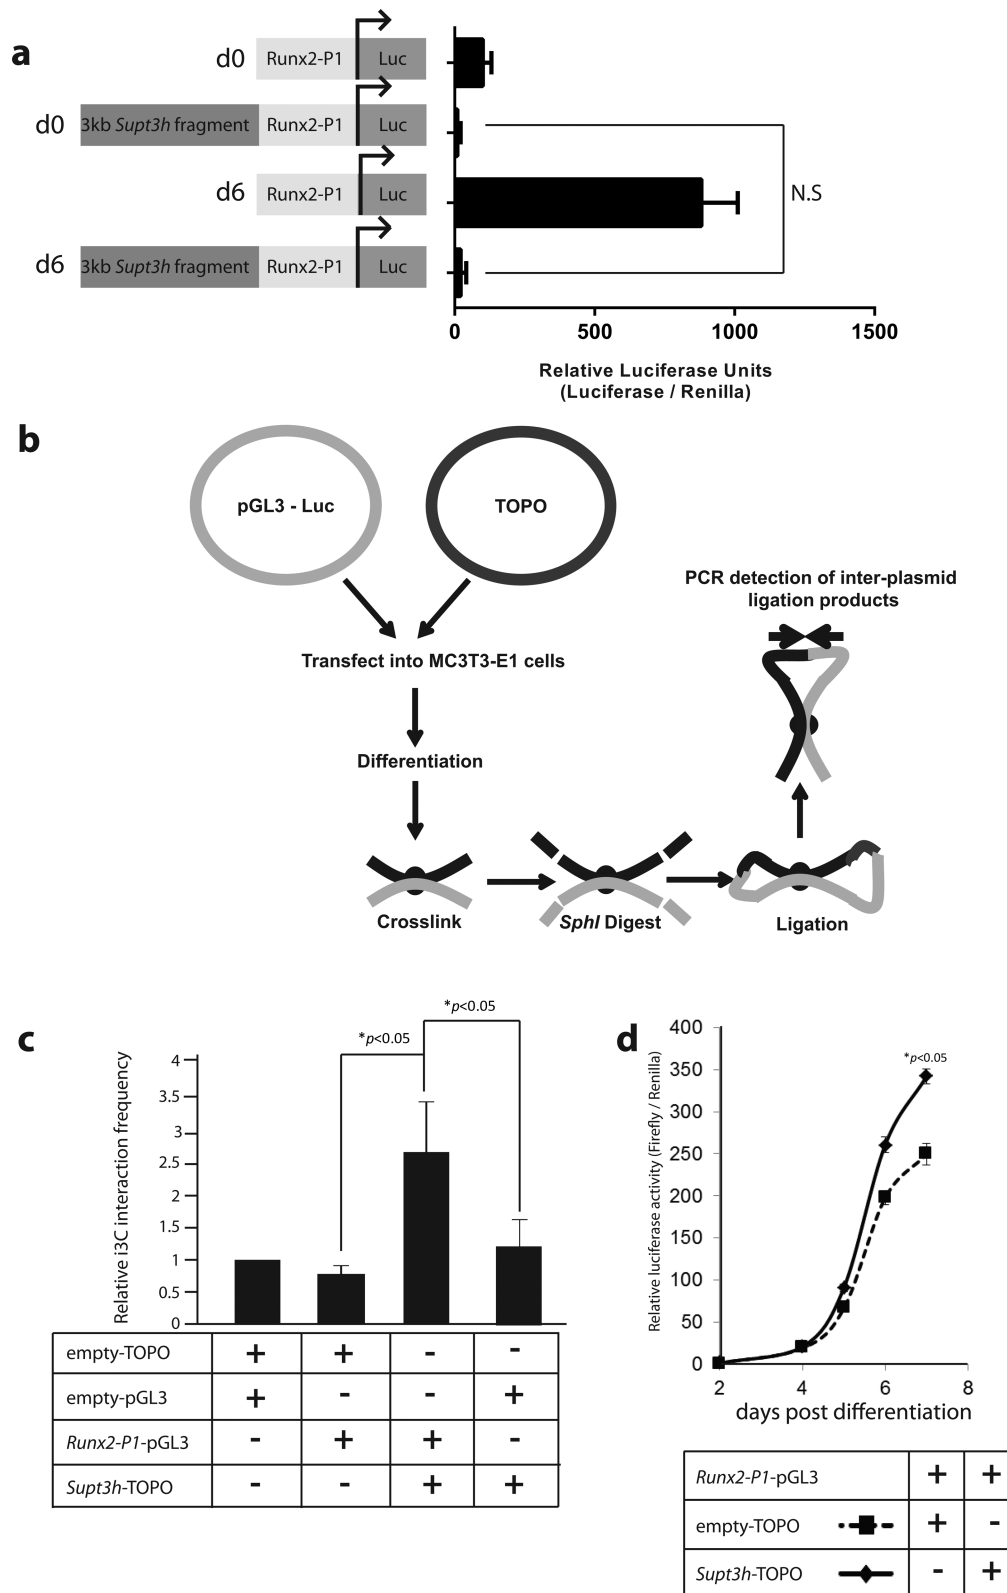 a
d0 Runx2-P1 Luc
d0 3kb Supt3h fragment Runx2-P1 Luc
d6 Runx2-P1 Luc
N.S
d6 3kb Supt3h fragment Runx2-P1 Luc
0 500 1000 1500
Relative Luciferase Units
(Luciferase / Renilla)
b
pGL3 - Luc
TOPO
PCR detection of inter-plasmid
ligation products
Transfect into MC3T3-E1 cells
Differentiation
Crosslink
SphI Digest
Ligation
c
*p<0.05
*p<0.05
Relative i3C interaction frequency
4
3.5
3
2.5
2
1.5
1
0.5
0
empty-TOPO + + - -
empty-pGL3 + - - +
Runx2-P1-pGL3 - + + -
Supt3h-TOPO - - + +
d
*p<0.05
Relative luciferase activity (Firefly / Renilla)
400
350
300
250
200
150
100
50
0
2 4 6 8
days post differentiation
Runx2-P1-pGL3 + +
empty-TOPO + -
Supt3h-TOPO - +